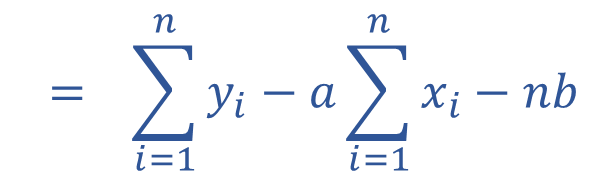 = ∑_{i=1}^{n} y_i − a ∑_{i=1}^{n} x_i − nb